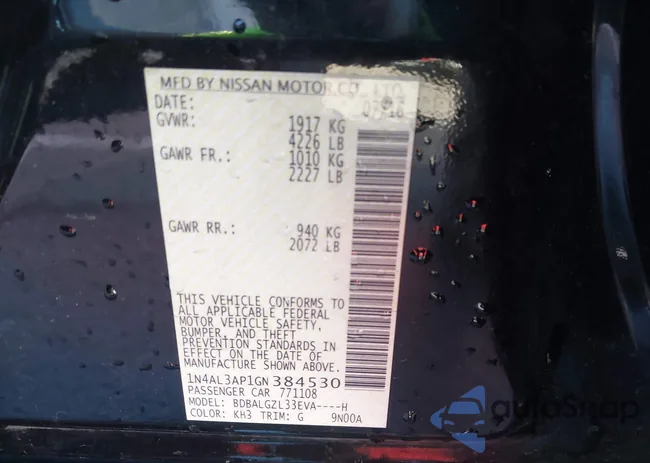 MFD BY NISSAN MOTOR CO., LTD.
DATE: 03/16
GVWR: 1917 KG
4226 LB
GAWR FR.: 1010 KG
2227 LB
GAWR RR.: 940 KG
2072 LB
THIS VEHICLE CONFORMS TO
ALL APPLICABLE FEDERAL
MOTOR VEHICLE SAFETY,
BUMPER, AND THEFT
PREVENTION STANDARDS IN
EFFECT ON THE DATE OF
MANUFACTURE SHOWN ABOVE.
1N4AL3AP1GN384530
PASSENGER CAR 771108
MODEL: BDBALGZL33EVA----H
COLOR: KH3 TRIM: G 9N00A
autoSnap